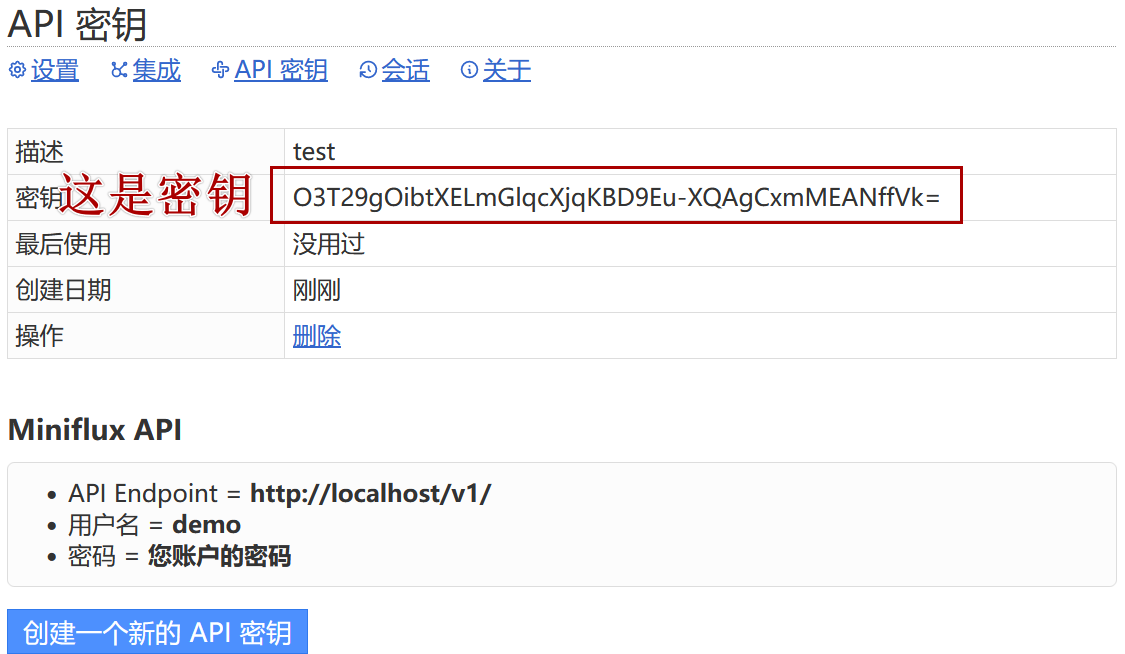 API 密钥
设置 集成 API 密钥 会话 关于
描述 test
密钥 这是密钥 O3T29gOibtXELmGlqcXjqKBD9Eu-XQAgCxmMEANffVk=
最后使用 没用过
创建日期 刚刚
操作 删除
Miniflux API
• API Endpoint = http://localhost/v1/
• 用户名 = demo
• 密码 = 您账户的密码
创建一个新的 API 密钥